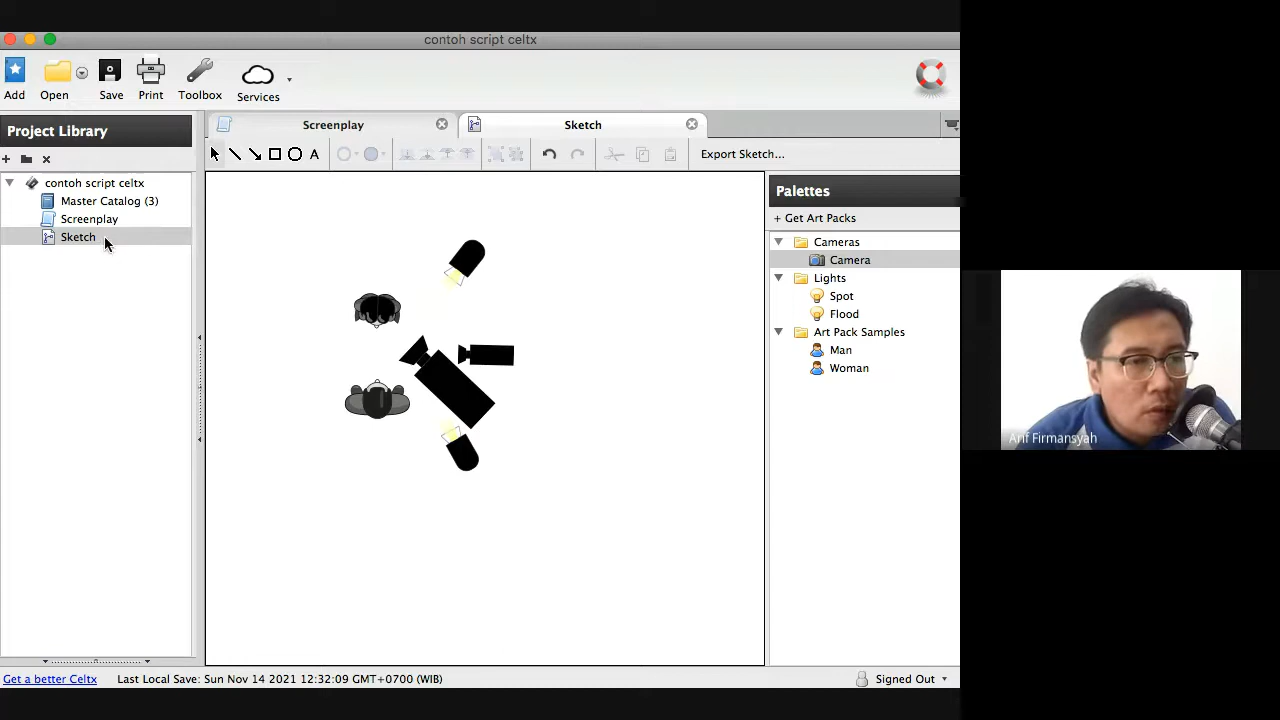 contoh script celtx
Add
Open
Save
Print
Toolbox
Services
Project Library
Screenplay
Sketch
A
Export Sketch...
contoh script celtx
Master Catalog (3)
Screenplay
Sketch
Palettes
+ Get Art Packs
Cameras
Camera
Lights
Spot
Flood
Art Pack Samples
Man
Woman
Arif Firmansyah
Get a better Celtx
Last Local Save: Sun Nov 14 2021 12:32:09 GMT+0700 (WIB)
Signed Out